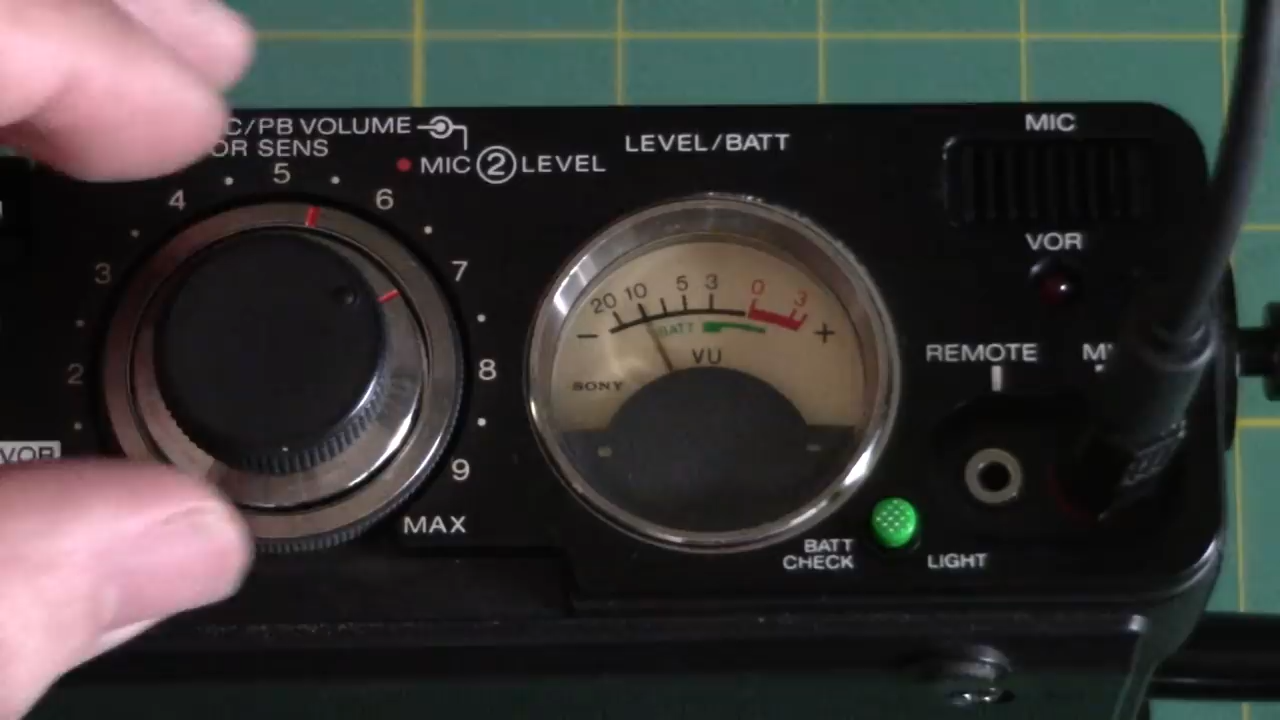 C/PB VOLUME
OR SENS
MIC ② LEVEL
2
3
4
5
6
7
8
9
MAX
LEVEL/BATT
20 10 5 3 0 3
− BATT +
VU
SONY
BATT
CHECK
LIGHT
MIC
VOR
REMOTE
VOR